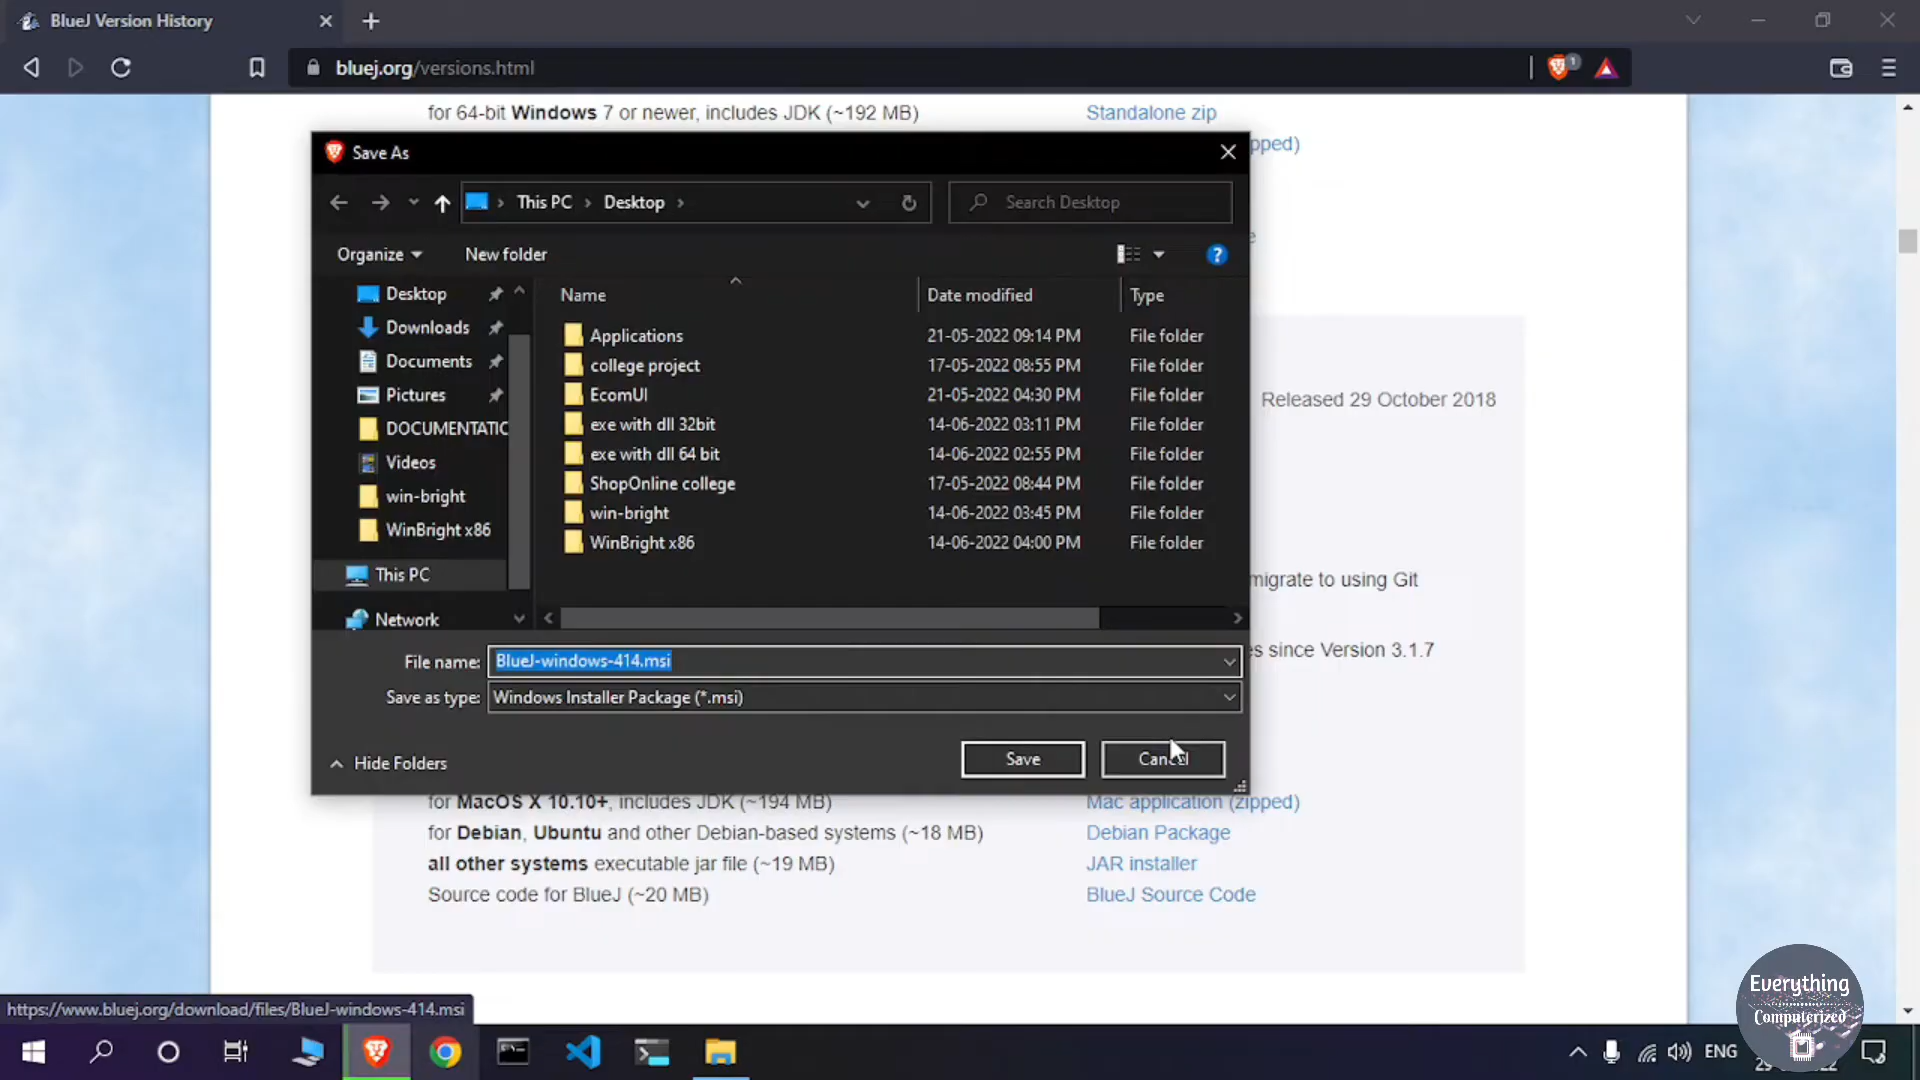 BlueJ Version History
bluej.org/versions.html
1
for 64-bit Windows 7 or newer, includes JDK (~192 MB)
Standalone zip
pped)
Save As
This PC
Desktop
Search Desktop
Organize
New folder
?
Name
Date modified
Type
Desktop
Downloads
Documents
Pictures
DOCUMENTATIC
Videos
win-bright
WinBright x86
This PC
Network
Applications 21-05-2022 09:14 PM File folder
college project 17-05-2022 08:55 PM File folder
EcomUI 21-05-2022 04:30 PM File folder
exe with dll 32bit 14-06-2022 03:11 PM File folder
exe with dll 64 bit 14-06-2022 02:55 PM File folder
ShopOnline college 17-05-2022 08:44 PM File folder
win-bright 14-06-2022 03:45 PM File folder
WinBright x86 14-06-2022 04:00 PM File folder
Released 29 October 2018
migrate to using Git
es since Version 3.1.7
File name: BlueJ-windows-414.msi
Save as type: Windows Installer Package (*.msi)
Hide Folders
Save
Cancel
for MacOS X 10.10+, includes JDK (~194 MB) Mac application (zipped)
for Debian, Ubuntu and other Debian-based systems (~18 MB) Debian Package
all other systems executable jar file (~19 MB) JAR installer
Source code for BlueJ (~20 MB) BlueJ Source Code
https://www.bluej.org/download/files/BlueJ-windows-414.msi
Everything
Computerized
ENG